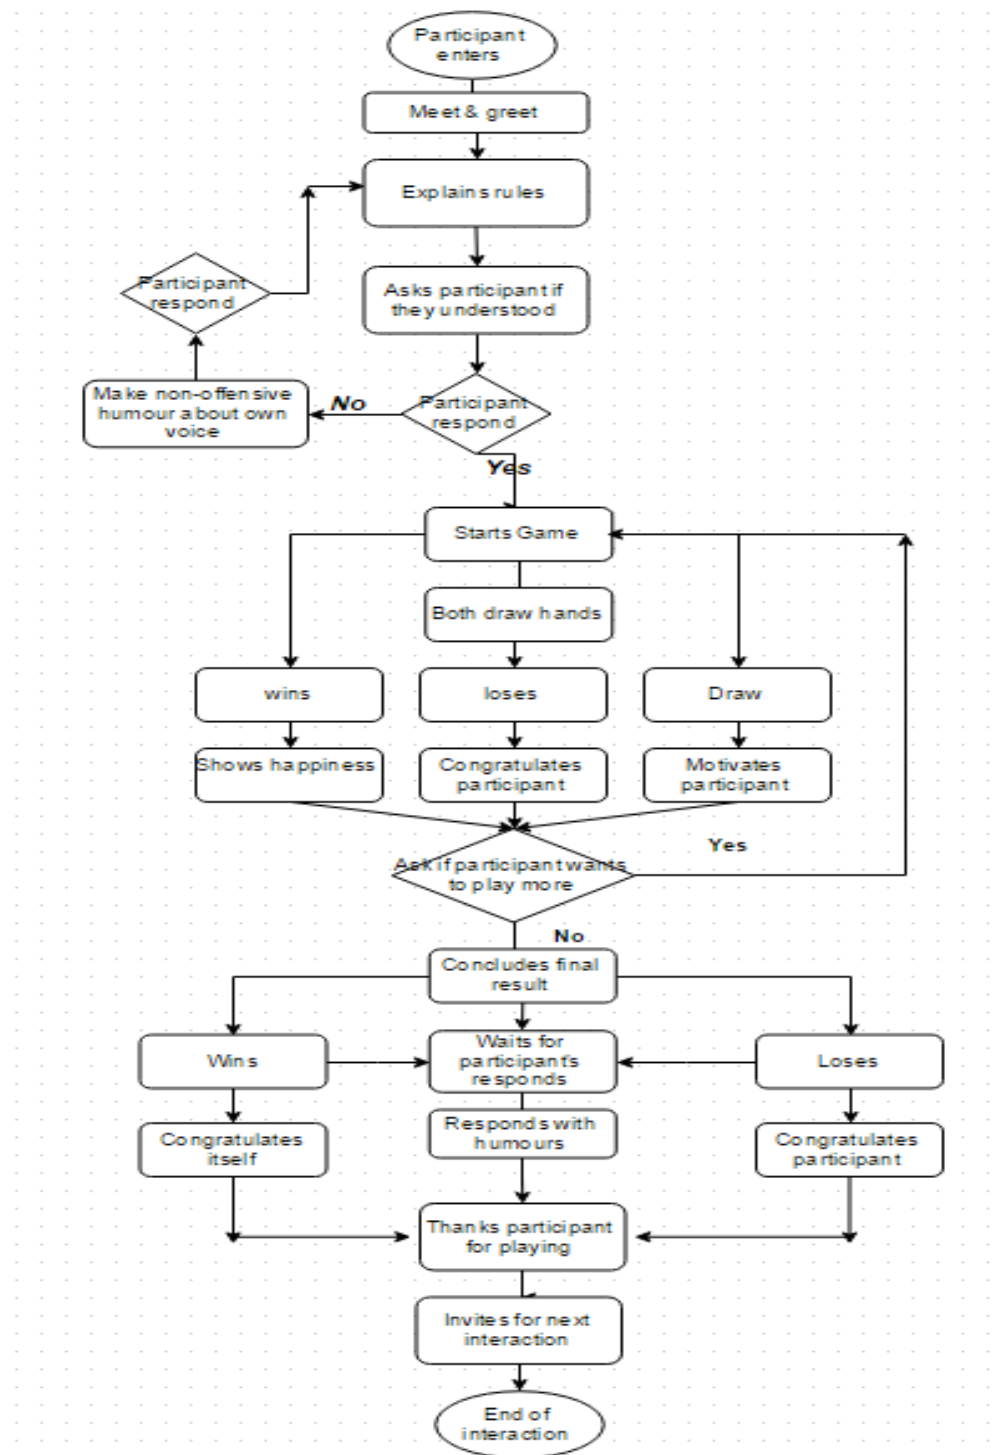 Participant
enters
Meet & greet
Explains rules
Participant
respond
Asks participant if
they understood
Make non-offensive
humour about own
voice
No
Participant
respond
Yes
Starts Game
Both draw hands
wins
loses
Draw
Shows happiness
Congratulates
participant
Motivates
participant
Yes
Ask if participant wants
to play more
No
Concludes final
result
Wins
Waits for
participant's
responds
Loses
Congratulates
itself
Responds with
humours
Congratulates
participant
Thanks participant
for playing
Invites for next
interaction
End of
interaction